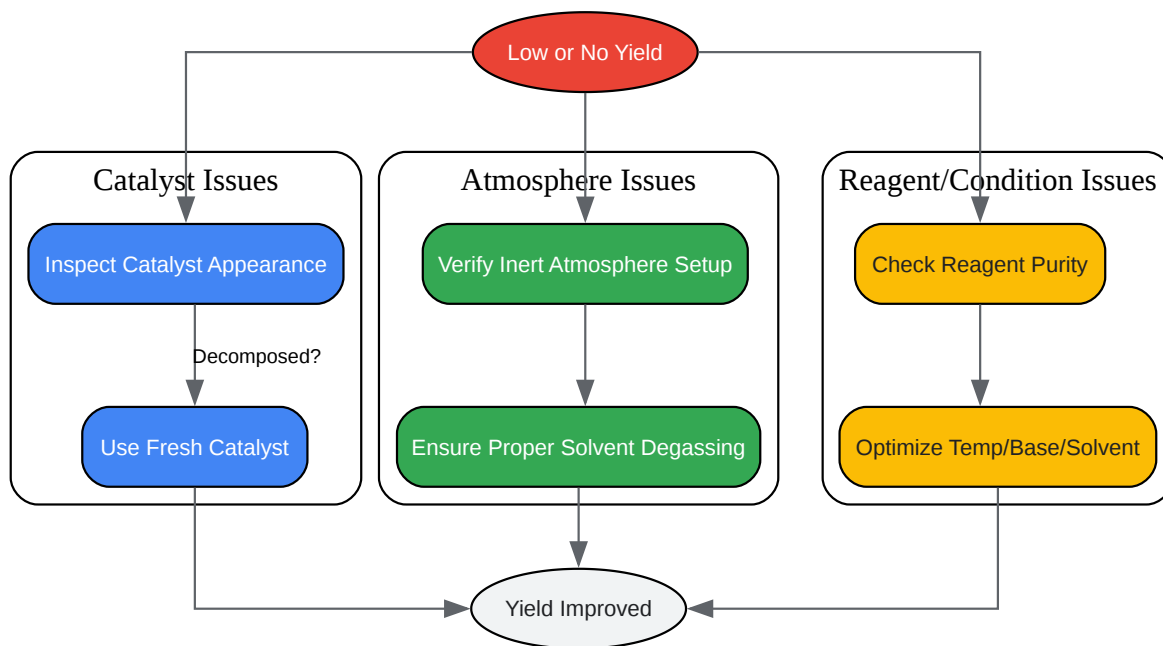 Low or No Yield
Catalyst Issues
Atmosphere Issues
Reagent/Condition Issues
Inspect Catalyst Appearance
Verify Inert Atmosphere Setup
Check Reagent Purity
Decomposed?
Use Fresh Catalyst
Ensure Proper Solvent Degassing
Optimize Temp/Base/Solvent
Yield Improved